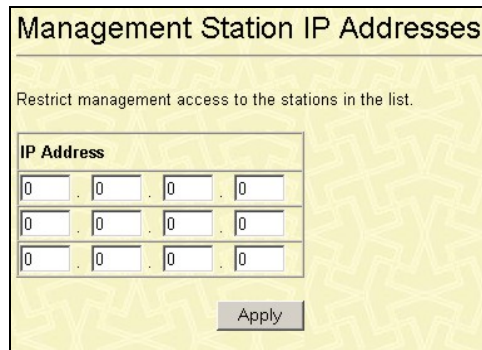 Management Station IP Addresses
Restrict management access to the stations in the list.
IP Address
0 . 0 . 0 . 0
0 . 0 . 0 . 0
0 . 0 . 0 . 0
Apply